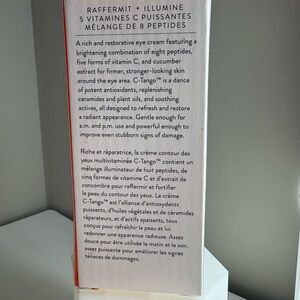 RAFFERMIT + ILLUMINE
5 VITAMINES C PUISSANTES
MÉLANGE DE 8 PEPTIDES
A rich and restorative eye cream featuring a
brightening combination of eight peptides,
five forms of vitamin C, and cucumber
extract for firmer, stronger-looking skin
around the eye area. C-Tango™ is a dance
of potent antioxidants, replenishing
ceramides and plant oils, and soothing
actives, all designed to refresh and restore
a radiant appearance. Gentle enough for
a.m. and p.m. use and powerful enough to
improve even stubborn signs of damage.
Riche et réparatrice, la crème contour des
yeux multivitaminée C-Tango™ contient un
mélange illuminateur de huit peptides, de
cinq formes de vitamine C et d'extrait de
concombre pour raffermir et fortifier
la peau du contour des yeux. La crème
C-Tango™ est l'alliance d'antioxydants
puissants, d'huiles végétales et de céramides
réparateurs, et d'actifs apaisants, tous
conçus pour rafraîchir la peau et lui
redonner une apparence radieuse. Assez
douce pour être utilisée le matin et le soir,
assez puissante pour améliorer les signes
tenaces de dommages.